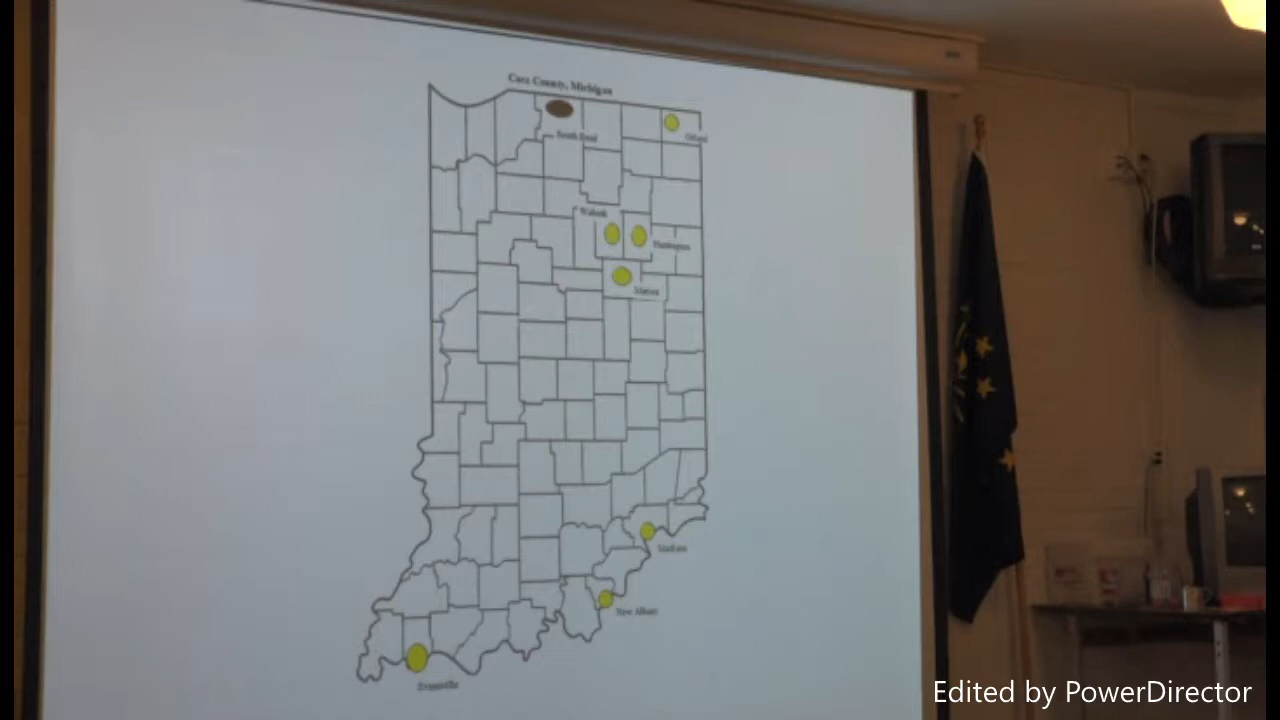 Cass County, Michigan
South Bend
Wabash
Huntington
Marion
Madison
New Albany
Evansville
Edited by PowerDirector